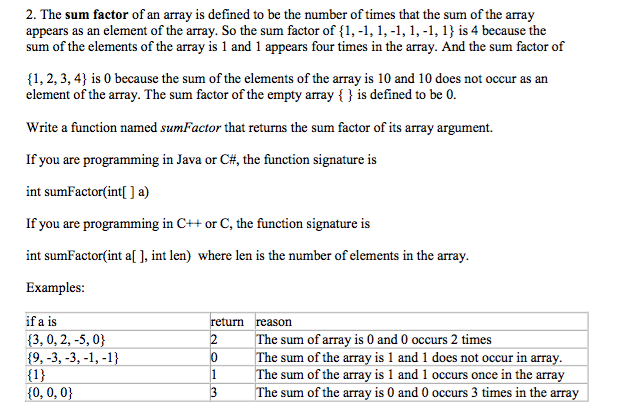 2. The sum factor of an array is defined to be the number of times that the sum of the array
appears as an element of the array. So the sum factor of {1, -1, 1, -1, 1, -1, 1} is 4 because the
sum of the elements of the array is 1 and 1 appears four times in the array. And the sum factor of
{1, 2, 3, 4} is 0 because the sum of the elements of the array is 10 and 10 does not occur as an
element of the array. The sum factor of the empty array { } is defined to be 0.
Write a function named sumFactor that returns the sum factor of its array argument.
If you are programming in Java or C#, the function signature is
int sumFactor(int[ ] a)
If you are programming in C++ or C, the function signature is
int sumFactor(int a[ ], int len) where len is the number of elements in the array.
Examples:
if a is return reason
{3, 0, 2, -5, 0} 2 The sum of array is 0 and 0 occurs 2 times
{9, -3, -3, -1, -1} 0 The sum of the array is 1 and 1 does not occur in array.
{1} 1 The sum of the array is 1 and 1 occurs once in the array
{0, 0, 0} 3 The sum of the array is 0 and 0 occurs 3 times in the array